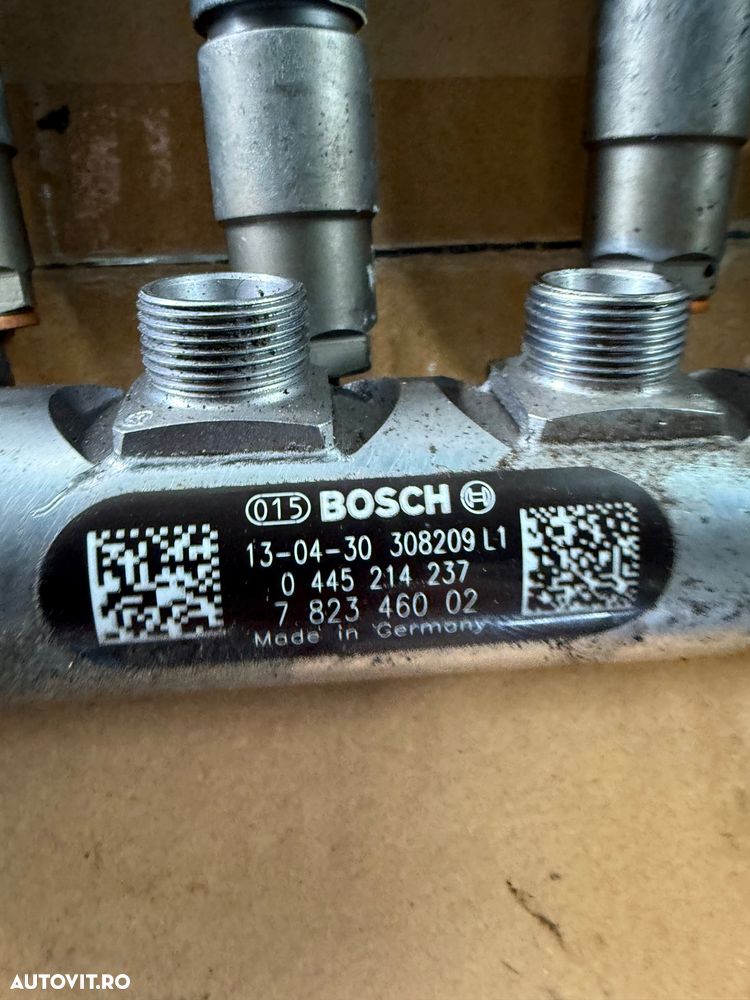 015 BOSCH
13-04-30 308209 L1
0 445 214 237
7 823 460 02
Made in Germany
AUTOVIT.RO